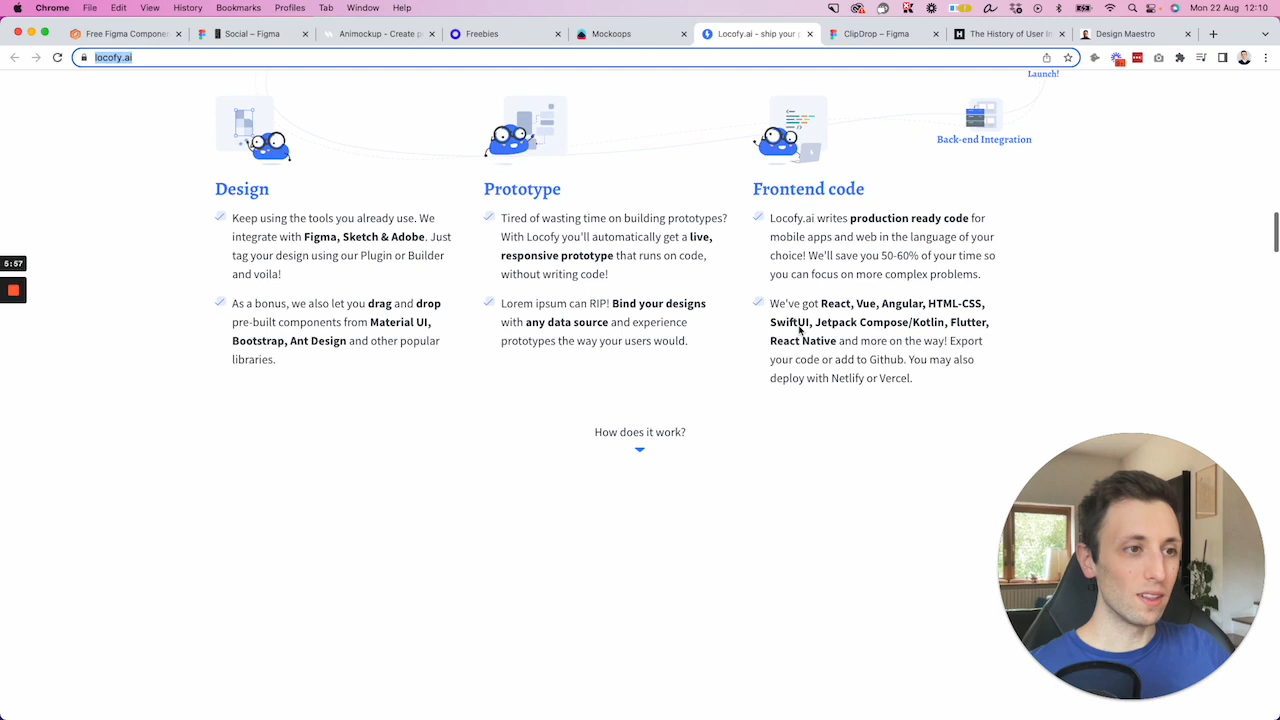 Chrome File Edit View History Bookmarks Profiles Tab Window Help Mon 22 Aug 12:10
Free Figma Compone
Social – Figma
Animockup - Create p
Freebies
Mockoops
Locofy.ai - ship your p
ClipDrop – Figma
The History of User In
Design Maestro
locofy.ai
Launch!
Back-end Integration
5:57
Design
Keep using the tools you already use. We
integrate with Figma, Sketch & Adobe. Just
tag your design using our Plugin or Builder
and voila!
As a bonus, we also let you drag and drop
pre-built components from Material UI,
Bootstrap, Ant Design and other popular
libraries.
Prototype
Tired of wasting time on building prototypes?
With Locofy you'll automatically get a live,
responsive prototype that runs on code,
without writing code!
Lorem ipsum can RIP! Bind your designs
with any data source and experience
prototypes the way your users would.
Frontend code
Locofy.ai writes production ready code for
mobile apps and web in the language of your
choice! We'll save you 50-60% of your time so
you can focus on more complex problems.
We've got React, Vue, Angular, HTML-CSS,
SwiftUI, Jetpack Compose/Kotlin, Flutter,
React Native and more on the way! Export
your code or add to Github. You may also
deploy with Netlify or Vercel.
How does it work?